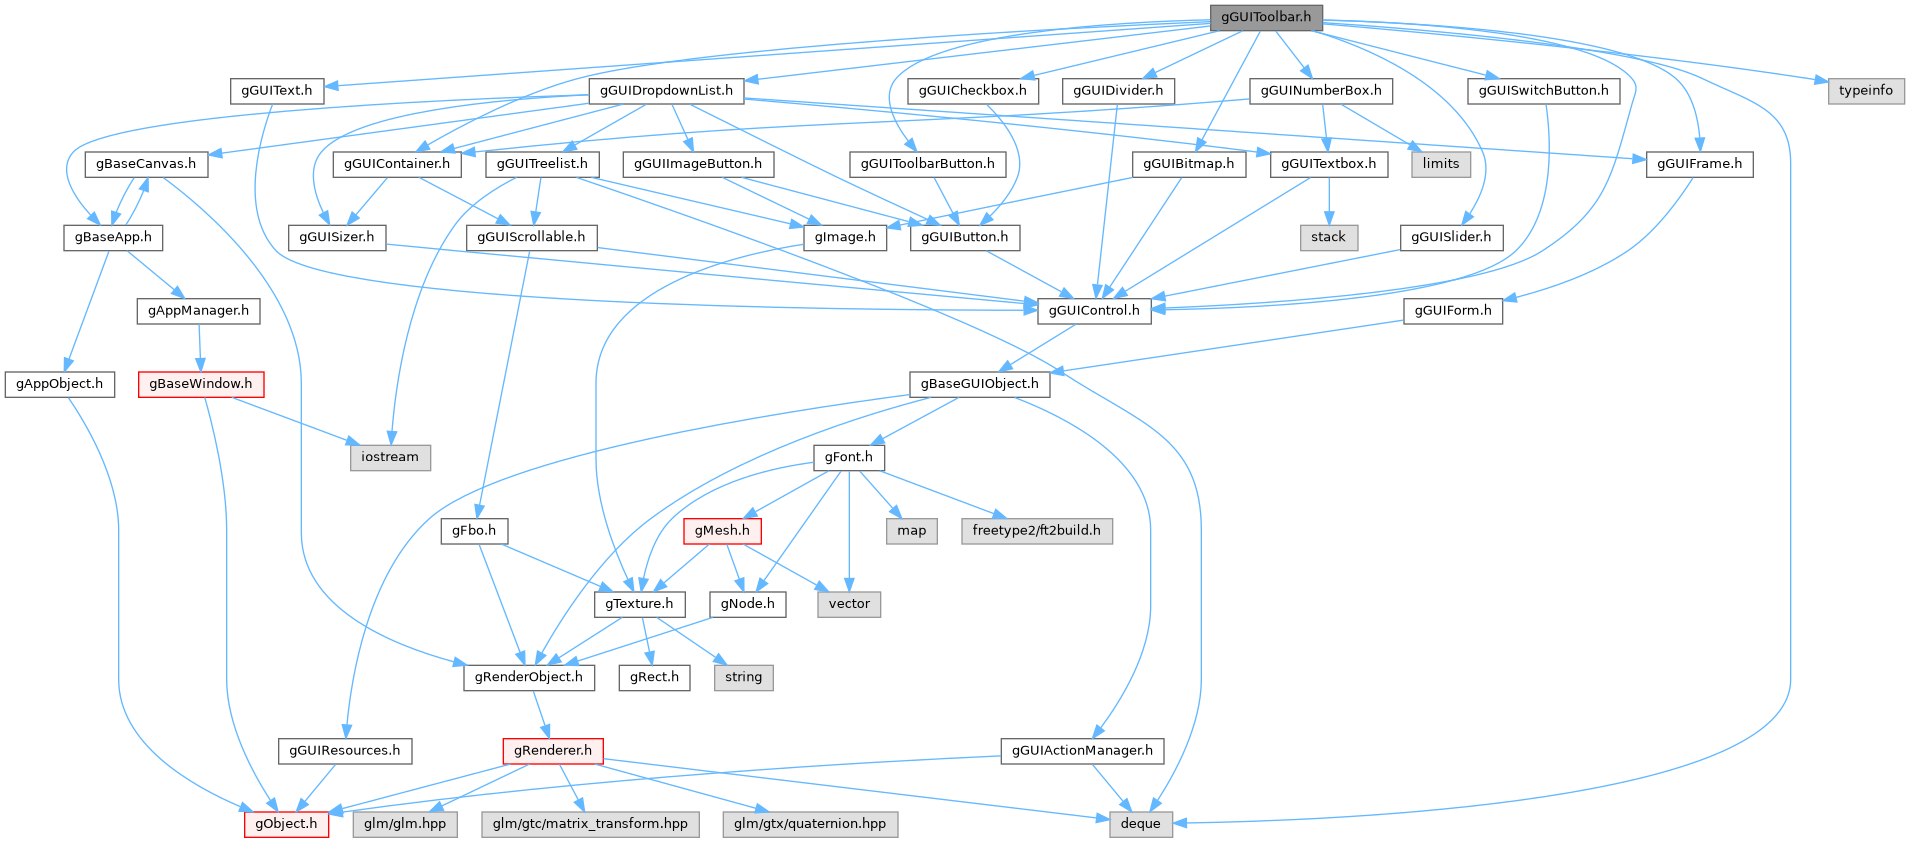 gGUIToolbar.h
gGUIText.h
gGUIDropdownList.h
gGUICheckbox.h
gGUIDivider.h
gGUINumberBox.h
gGUISwitchButton.h
typeinfo
gBaseCanvas.h
gGUIContainer.h
gGUITreelist.h
gGUIImageButton.h
gGUIToolbarButton.h
gGUIBitmap.h
gGUITextbox.h
limits
gGUIFrame.h
gBaseApp.h
gGUISizer.h
gGUIScrollable.h
gImage.h
gGUIButton.h
stack
gGUISlider.h
gAppManager.h
gGUIControl.h
gGUIForm.h
gAppObject.h
gBaseWindow.h
gBaseGUIObject.h
iostream
gFont.h
gFbo.h
gMesh.h
map
freetype2/ft2build.h
gTexture.h
gNode.h
vector
gRenderObject.h
gRect.h
string
gGUIResources.h
gRenderer.h
gGUIActionManager.h
gObject.h
glm/glm.hpp
glm/gtc/matrix_transform.hpp
glm/gtx/quaternion.hpp
deque